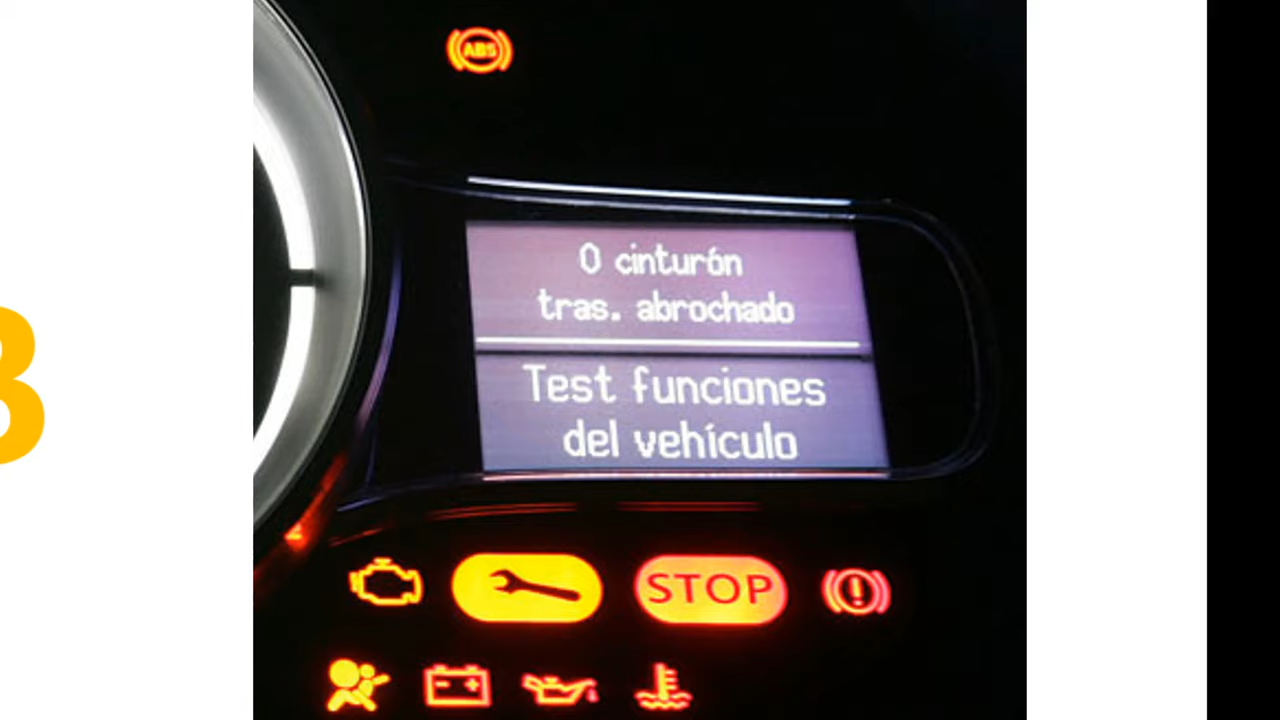 ABS
0 cinturón
tras. abrochado
Test funciones
del vehículo
STOP